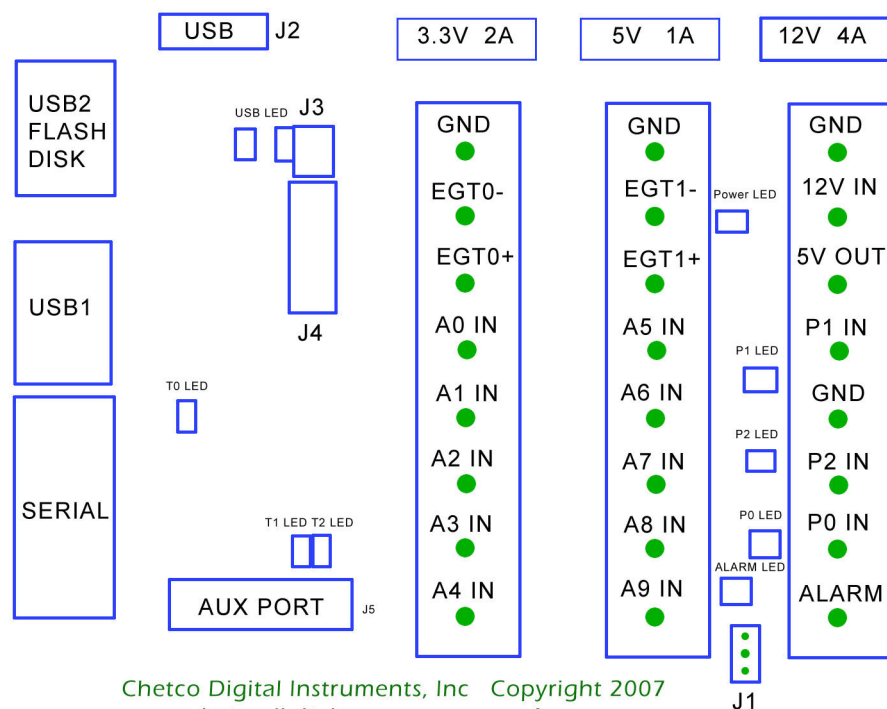 USB J2
3.3V 2A
5V 1A
12V 4A
USB2
FLASH
DISK
USB LED
J3
J4
USB1
T0 LED
SERIAL
T1 LED T2 LED
AUX PORT
J5
GND
EGT0-
EGT0+
A0 IN
A1 IN
A2 IN
A3 IN
A4 IN
GND
EGT1-
EGT1+
A5 IN
A6 IN
A7 IN
A8 IN
A9 IN
Power LED
P1 LED
P2 LED
P0 LED
ALARM LED
J1
GND
12V IN
5V OUT
P1 IN
GND
P2 IN
P0 IN
ALARM
Chetco Digital Instruments, Inc Copyright 2007